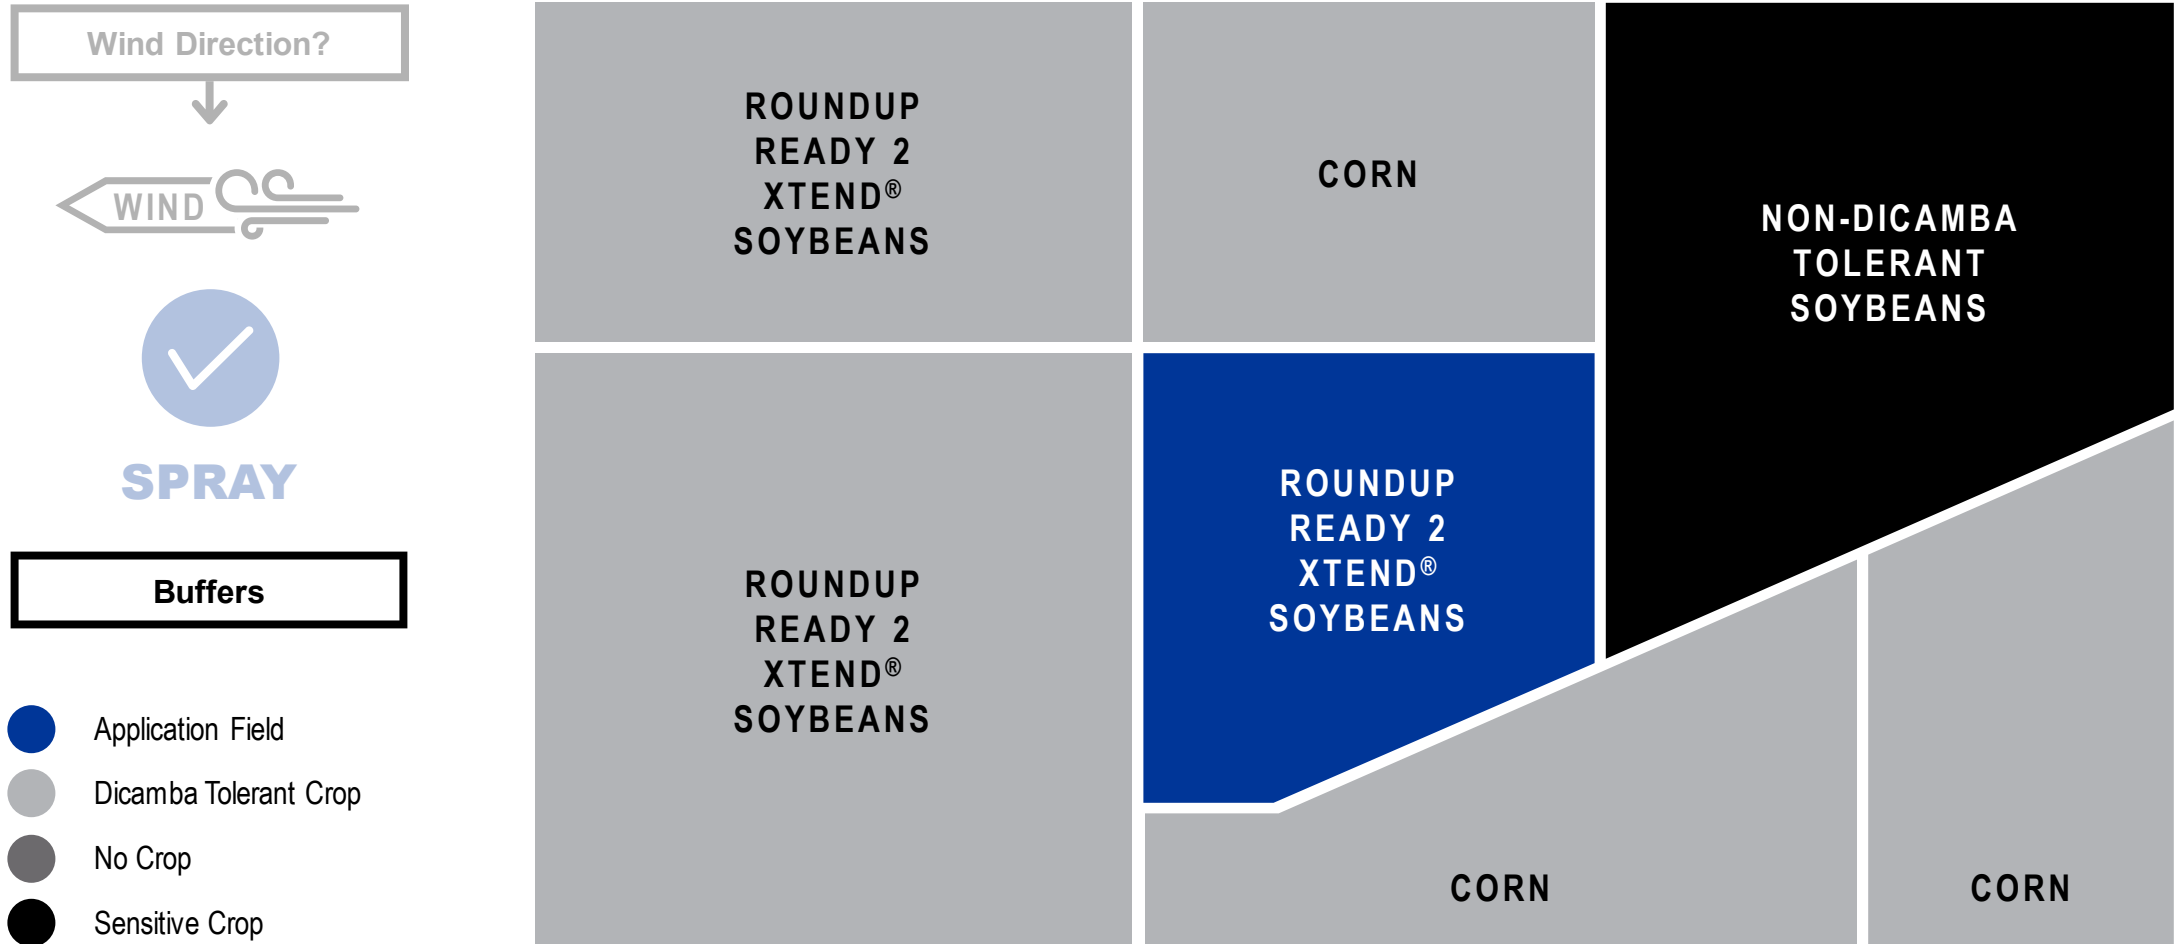 Wind Direction?
WIND
SPRAY
Buffers
Application Field
Dicamba Tolerant Crop
No Crop
Sensitive Crop
ROUNDUP
READY 2
XTEND®
SOYBEANS
CORN
NON-DICAMBA
TOLERANT
SOYBEANS
ROUNDUP
READY 2
XTEND®
SOYBEANS
ROUNDUP
READY 2
XTEND®
SOYBEANS
CORN
CORN